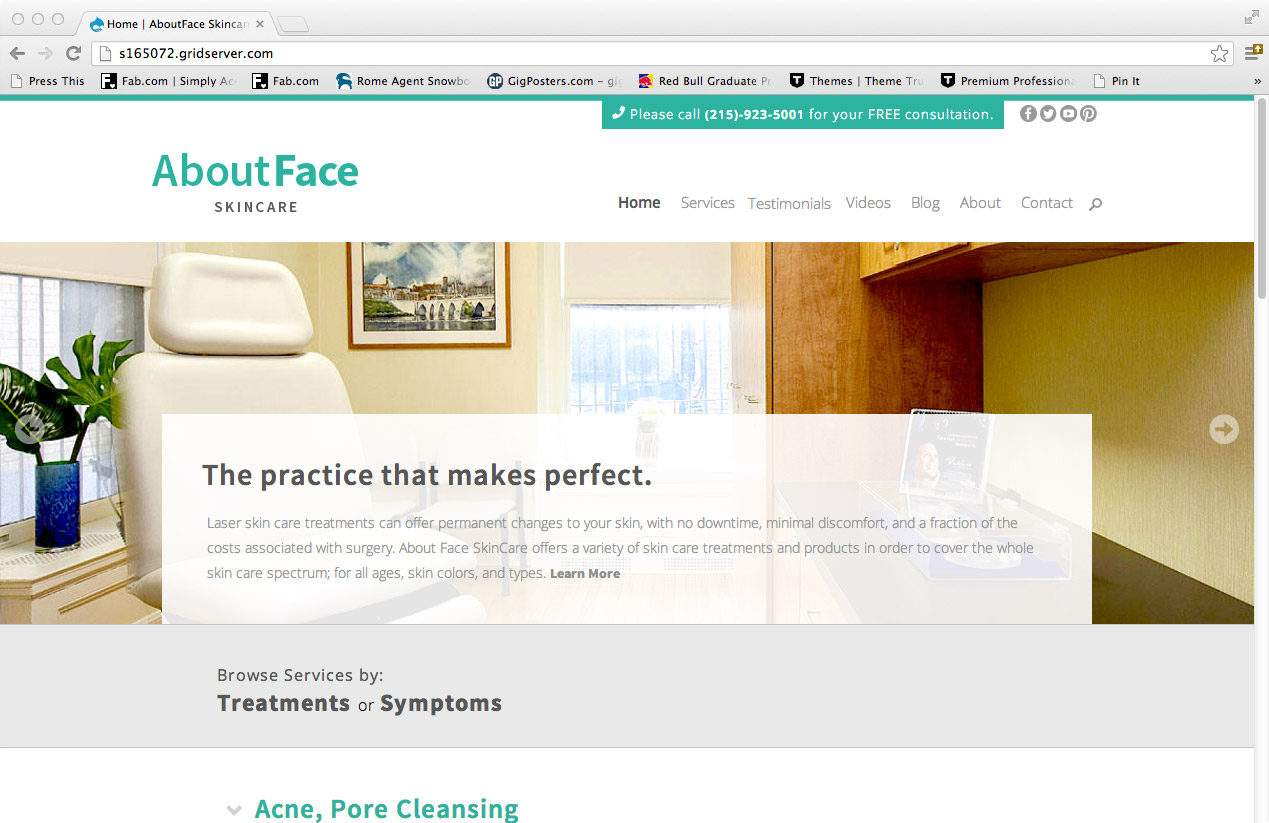 Home | AboutFace Skincar
s165072.gridserver.com
Press This
Fab.com | Simply Ac
Fab.com
Rome Agent Snowbo
GigPosters.com – gig
Red Bull Graduate Pr
Themes | Theme Tru
Premium Professiona
Pin It
»
Please call (215)-923-5001 for your FREE consultation.
AboutFace
SKINCARE
Home Services Testimonials Videos Blog About Contact
The practice that makes perfect.
Laser skin care treatments can offer permanent changes to your skin, with no downtime, minimal discomfort, and a fraction of the
costs associated with surgery. About Face SkinCare offers a variety of skin care treatments and products in order to cover the whole
skin care spectrum; for all ages, skin colors, and types. Learn More
Browse Services by:
Treatments or Symptoms
Acne, Pore Cleansing